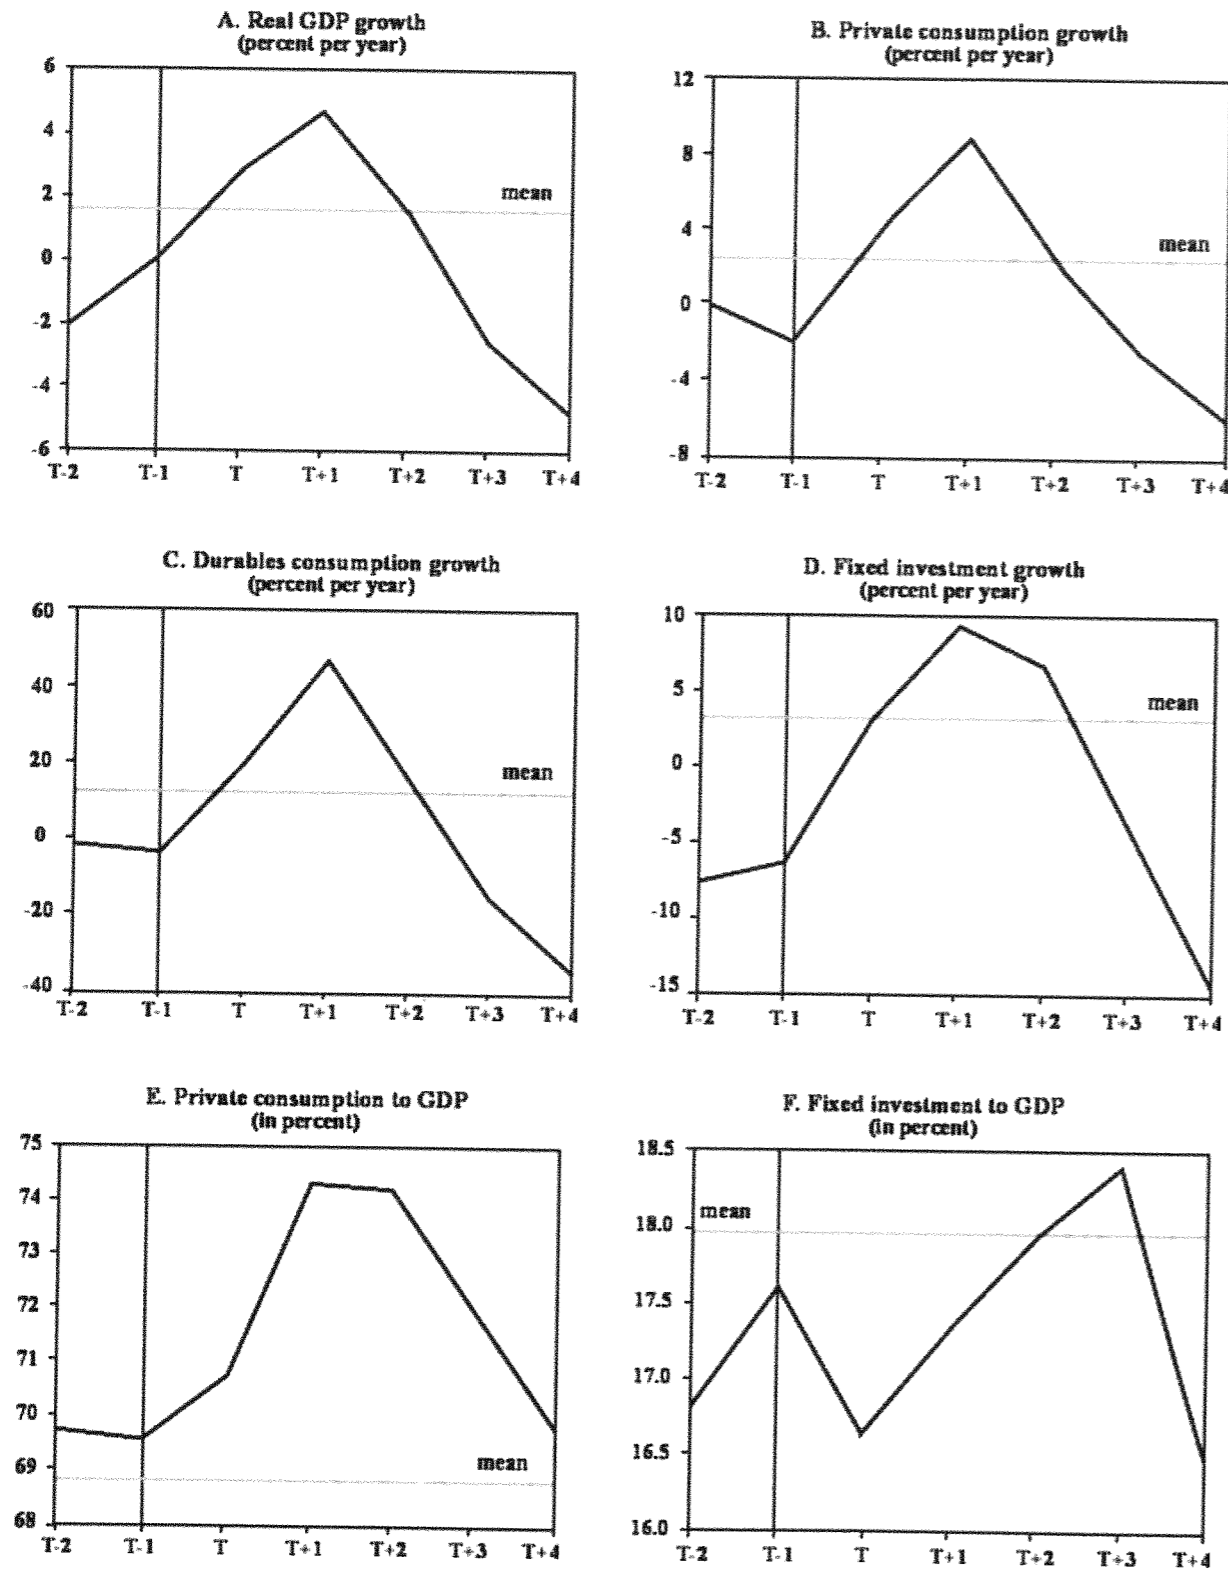 A. Real GDP growth
(percent per year)
6
4
2
0
-2
-4
-6
mean
T-2 T-1 T T+1 T+2 T+3 T+4
B. Private consumption growth
(percent per year)
12
8
4
0
-4
-8
mean
T-2 T-1 T T+1 T+2 T+3 T+4
C. Durables consumption growth
(percent per year)
60
40
20
0
-20
-40
mean
T-2 T-1 T T+1 T+2 T+3 T+4
D. Fixed investment growth
(percent per year)
10
5
0
-5
-10
-15
mean
T-2 T-1 T T+1 T+2 T+3 T+4
E. Private consumption to GDP
(in percent)
75
74
73
72
71
70
69
68
mean
T-2 T-1 T T+1 T+2 T+3 T+4
F. Fixed investment to GDP
(in percent)
18.5
18.0
17.5
17.0
16.5
16.0
mean
T-2 T-1 T T+1 T+2 T+3 T+4